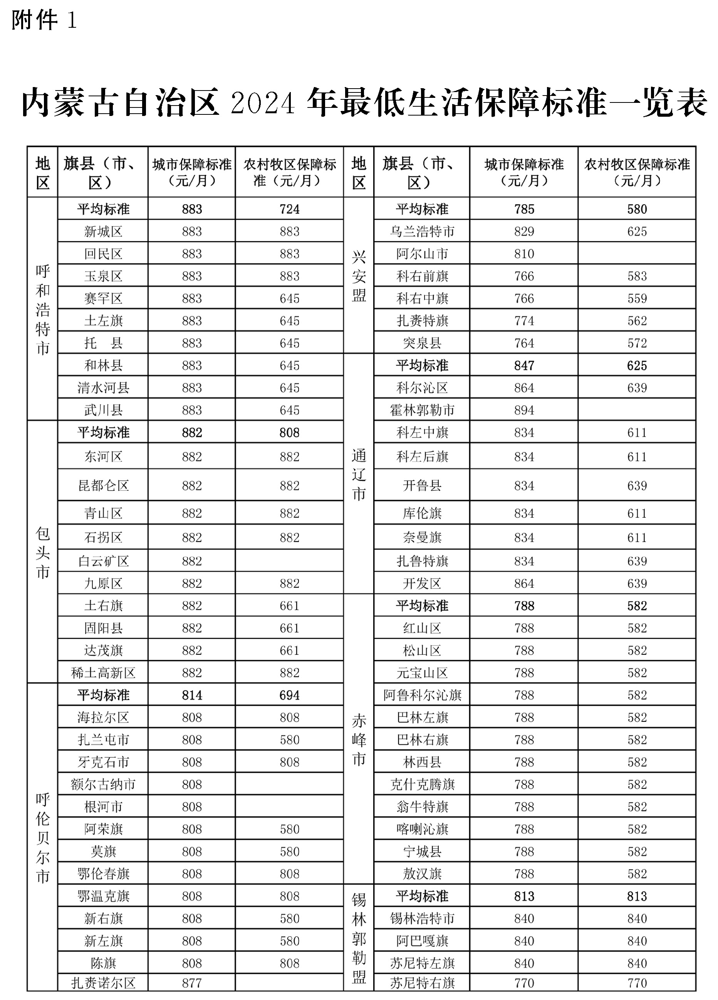 附件 1
内蒙古自治区 2024 年最低生活保障标准一览表
地区 旗县（市、区） 城市保障标准（元/月） 农村牧区保障标准（元/月） 地区 旗县（市、区） 城市保障标准（元/月） 农村牧区保障标准（元/月）
呼和浩特市 平均标准 883 724 兴安盟 平均标准 785 580
新城区 883 883 乌兰浩特市 829 625
回民区 883 883 阿尔山市 810
玉泉区 883 883 科右前旗 766 583
赛罕区 883 645 科右中旗 766 559
土左旗 883 645 扎赉特旗 774 562
托　县 883 645 突泉县 764 572
和林县 883 645 通辽市 平均标准 847 625
清水河县 883 645 科尔沁区 864 639
武川县 883 645 霍林郭勒市 894
包头市 平均标准 882 808 科左中旗 834 611
东河区 882 882 科左后旗 834 611
昆都仑区 882 882 开鲁县 834 639
青山区 882 882 库伦旗 834 611
石拐区 882 882 奈曼旗 834 611
白云矿区 882 扎鲁特旗 834 639
九原区 882 882 开发区 864 639
土右旗 882 661 赤峰市 平均标准 788 582
固阳县 882 661 红山区 788 582
达茂旗 882 661 松山区 788 582
稀土高新区 882 882 元宝山区 788 582
呼伦贝尔市 平均标准 814 694 阿鲁科尔沁旗 788 582
海拉尔区 808 808 巴林左旗 788 582
扎兰屯市 808 580 巴林右旗 788 582
牙克石市 808 808 林西县 788 582
额尔古纳市 808 克什克腾旗 788 582
根河市 808 翁牛特旗 788 582
阿荣旗 808 580 喀喇沁旗 788 582
莫旗 808 580 宁城县 788 582
鄂伦春旗 808 808 敖汉旗 788 582
鄂温克旗 808 808 锡林郭勒盟 平均标准 813 813
新右旗 808 580 锡林浩特市 840 840
新左旗 808 580 阿巴嘎旗 840 840
陈旗 808 808 苏尼特左旗 840 840
扎赉诺尔区 877 苏尼特右旗 770 770